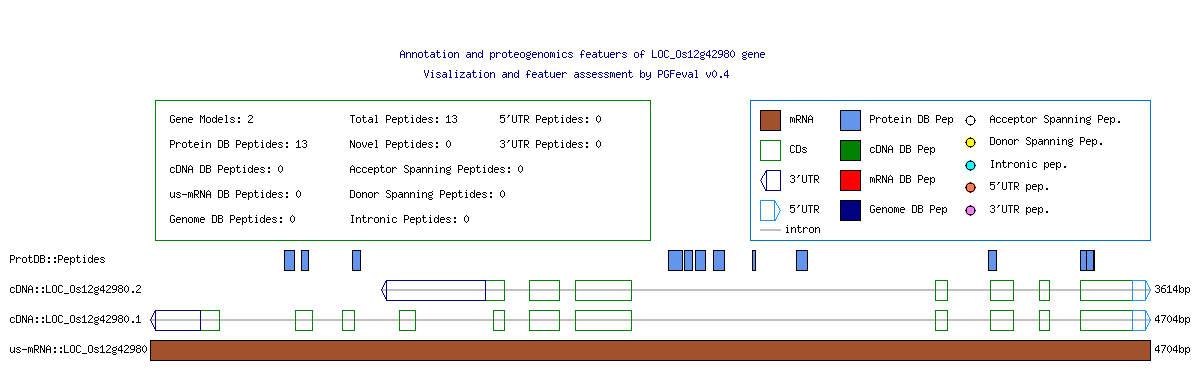 Annotation and proteogenomics featuers of LOC_Os12g42980 gene
Visalization and featuer assessment by PGFeval v0.4
Gene Models: 2 Total Peptides: 13 5'UTR Peptides: 0
Protein DB Peptides: 13 Novel Peptides: 0 3'UTR Peptides: 0
cDNA DB Peptides: 0 Acceptor Spanning Peptides: 0
us-mRNA DB Peptides: 0 Donor Spanning Peptides: 0
Genome DB Peptides: 0 Intronic Peptides: 0
mRNA Protein DB Pep Acceptor Spanning Pep.
CDs cDNA DB Pep Donor Spanning Pep.
3'UTR mRNA DB Pep Intronic pep.
5'UTR Genome DB Pep 5'UTR pep.
intron 3'UTR pep.
ProtDB::Peptides
cDNA::LOC_Os12g42980.2 3614bp
cDNA::LOC_Os12g42980.1 4704bp
us-mRNA::LOC_Os12g42980 4704bp